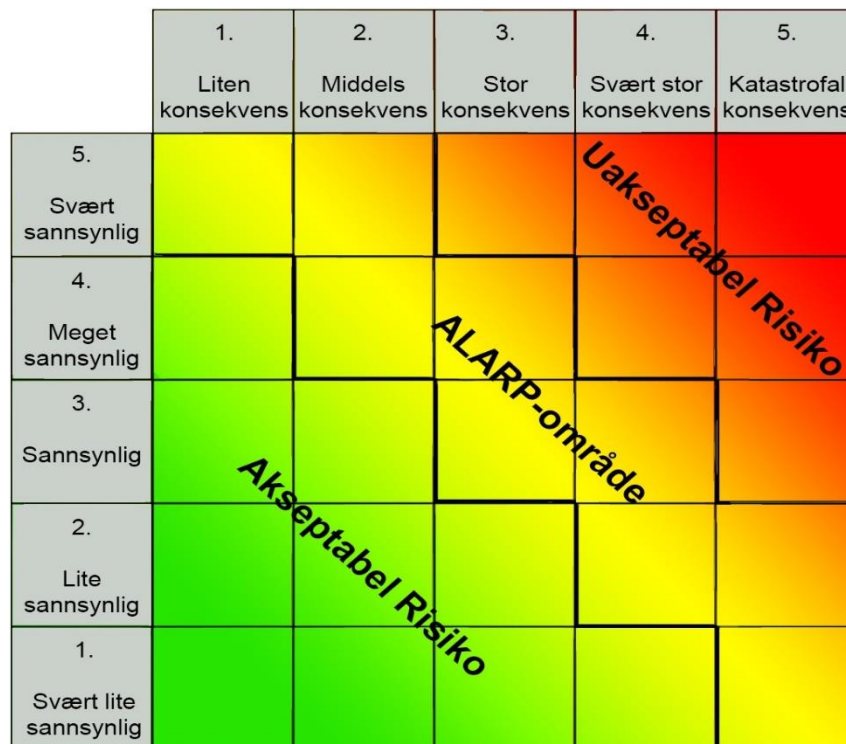 1.
Liten
konsekvens
2.
Middels
konsekvens
3.
Stor
konsekvens
4.
Svært stor
konsekvens
5.
Katastrofal
konsekvens
5.
Svært
sannsynlig
4.
Meget
sannsynlig
3.
Sannsynlig
2.
Lite
sannsynlig
1.
Svært lite
sannsynlig
Uakseptabel Risiko
ALARP-område
Akseptabel Risiko